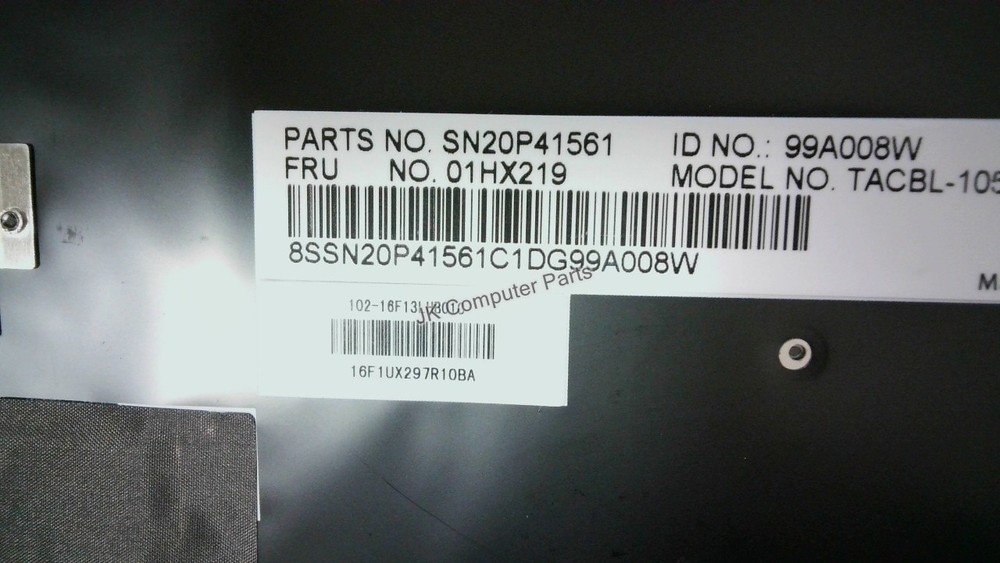 PARTS NO. SN20P41561 ID NO.: 99A008W
FRU NO. 01HX219 MODEL NO. TACBL-105
8SSN20P41561C1DG99A008W
JK Computer Parts
16F1UX297R10BA